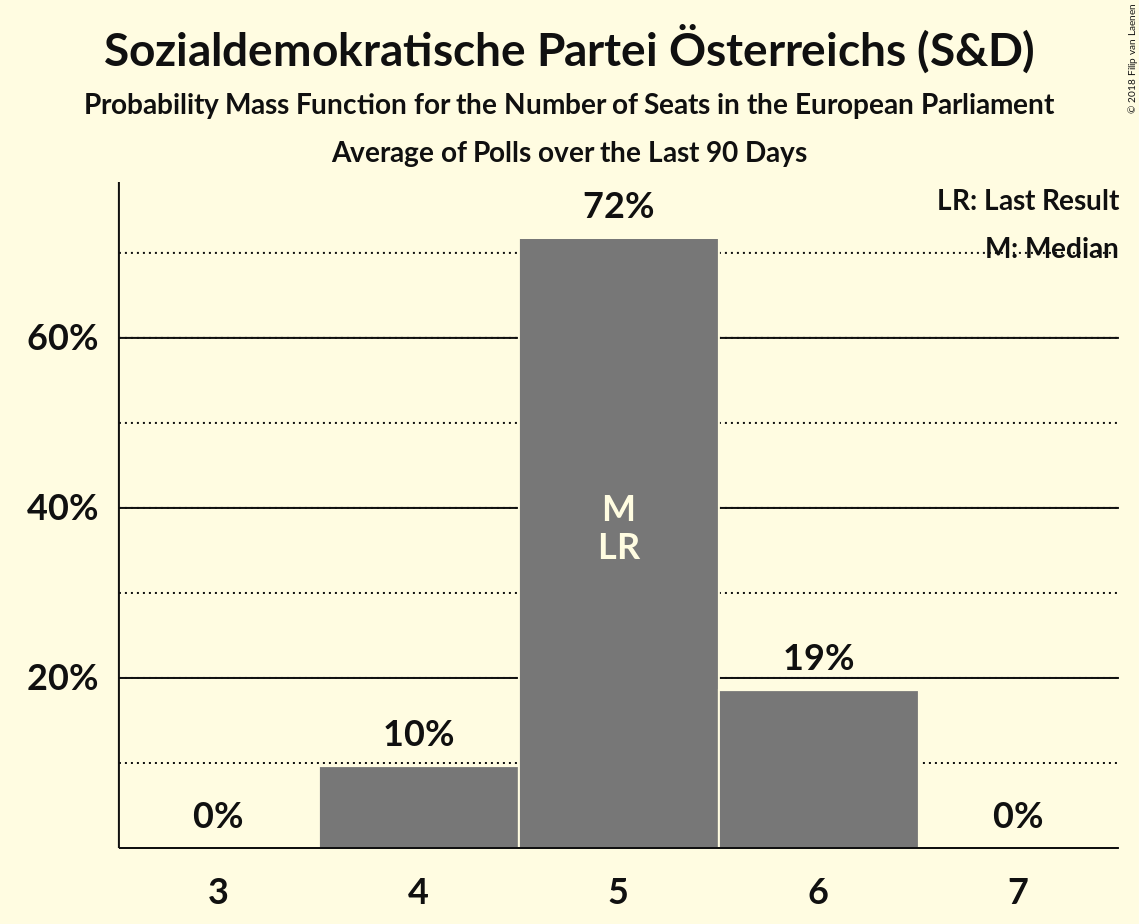 Sozialdemokratische Partei Österreichs (S&D)
Probability Mass Function for the Number of Seats in the European Parliament
Average of Polls over the Last 90 Days
© 2018 Filip van Laenen
LR: Last Result
M: Median
72%
60%
40%
20%
M
LR
19%
10%
0%
0%
3 4 5 6 7